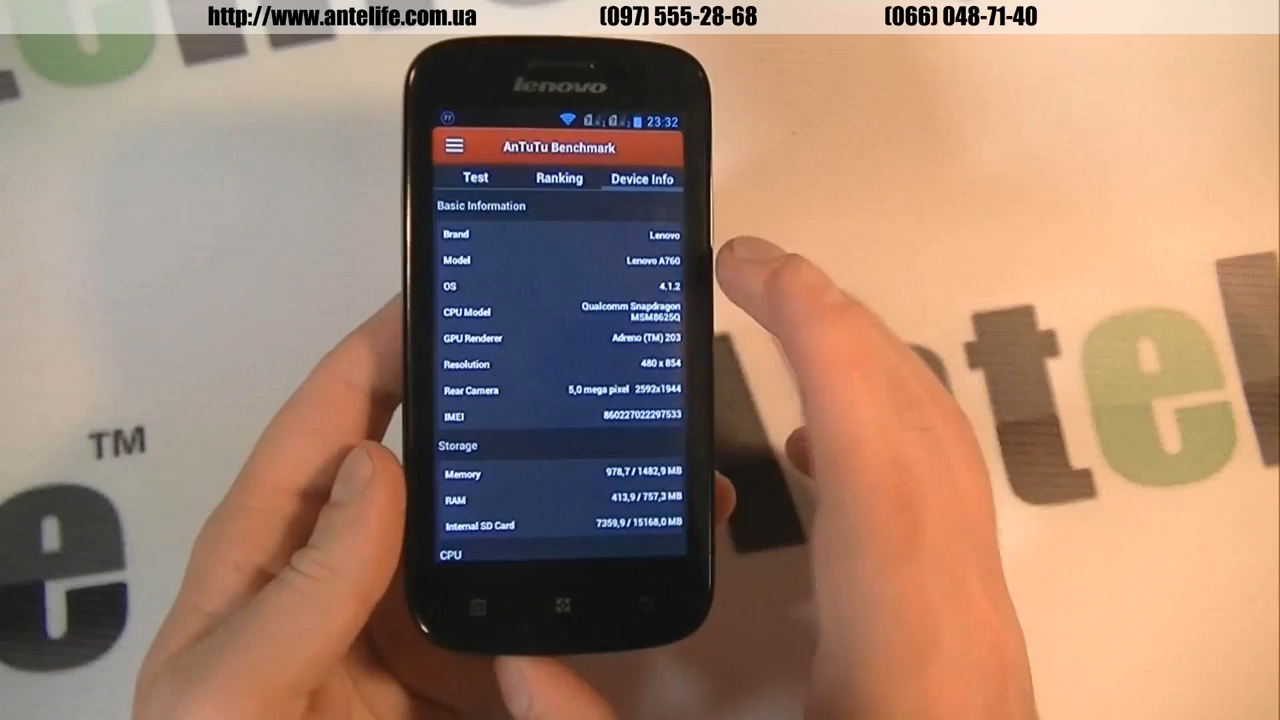 http://www.antelife.com.ua (097) 555-28-68 (066) 048-71-40
lenovo
23:32
AnTuTu Benchmark
Test Ranking Device Info
Basic Information
Brand Lenovo
Model Lenovo A760
OS 4.1.2
CPU Model Qualcomm Snapdragon
MSM8625Q
GPU Renderer Adreno (TM) 203
Resolution 480 x 854
Rear Camera 5,0 mega pixel 2592x1944
IMEI 860227022297533
Storage
Memory 978,7 / 1482,9 MB
RAM 413,9 / 757,3 MB
Internal SD Card 7359,9 / 15168,0 MB
CPU
TM
e
Ante